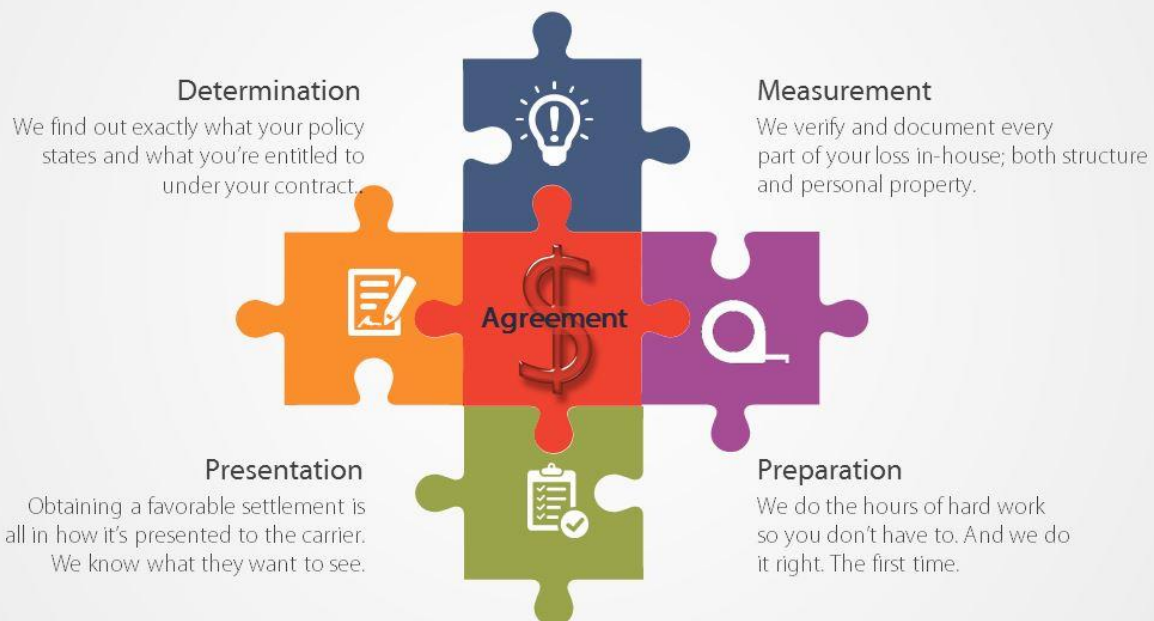 Determination
We find out exactly what your policy
states and what you're entitled to
under your contract..
Measurement
We verify and document every
part of your loss in-house; both structure
and personal property.
$
Agreement
Presentation
Obtaining a favorable settlement is
all in how it's presented to the carrier.
We know what they want to see.
Preparation
We do the hours of hard work
so you don't have to. And we do
it right. The first time.